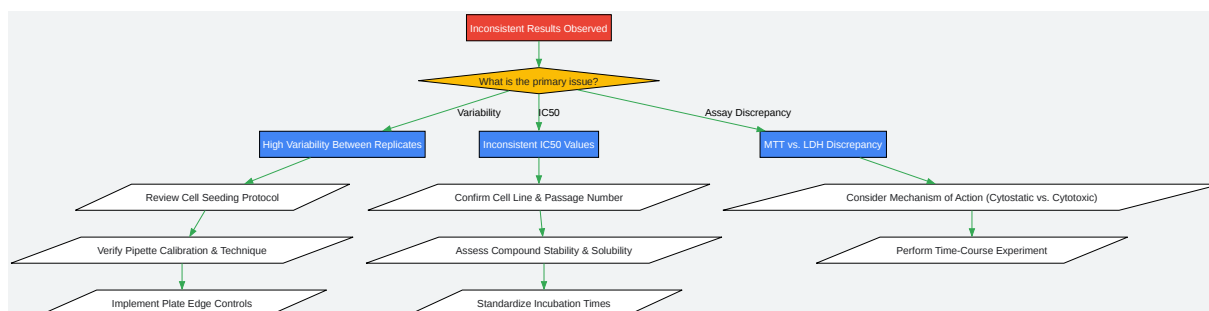 Inconsistent Results Observed
What is the primary issue?
Variability
IC50
Assay Discrepancy
High Variability Between Replicates
Inconsistent IC50 Values
MTT vs. LDH Discrepancy
Review Cell Seeding Protocol
Confirm Cell Line & Passage Number
Consider Mechanism of Action (Cytostatic vs. Cytotoxic)
Verify Pipette Calibration & Technique
Assess Compound Stability & Solubility
Perform Time-Course Experiment
Implement Plate Edge Controls
Standardize Incubation Times